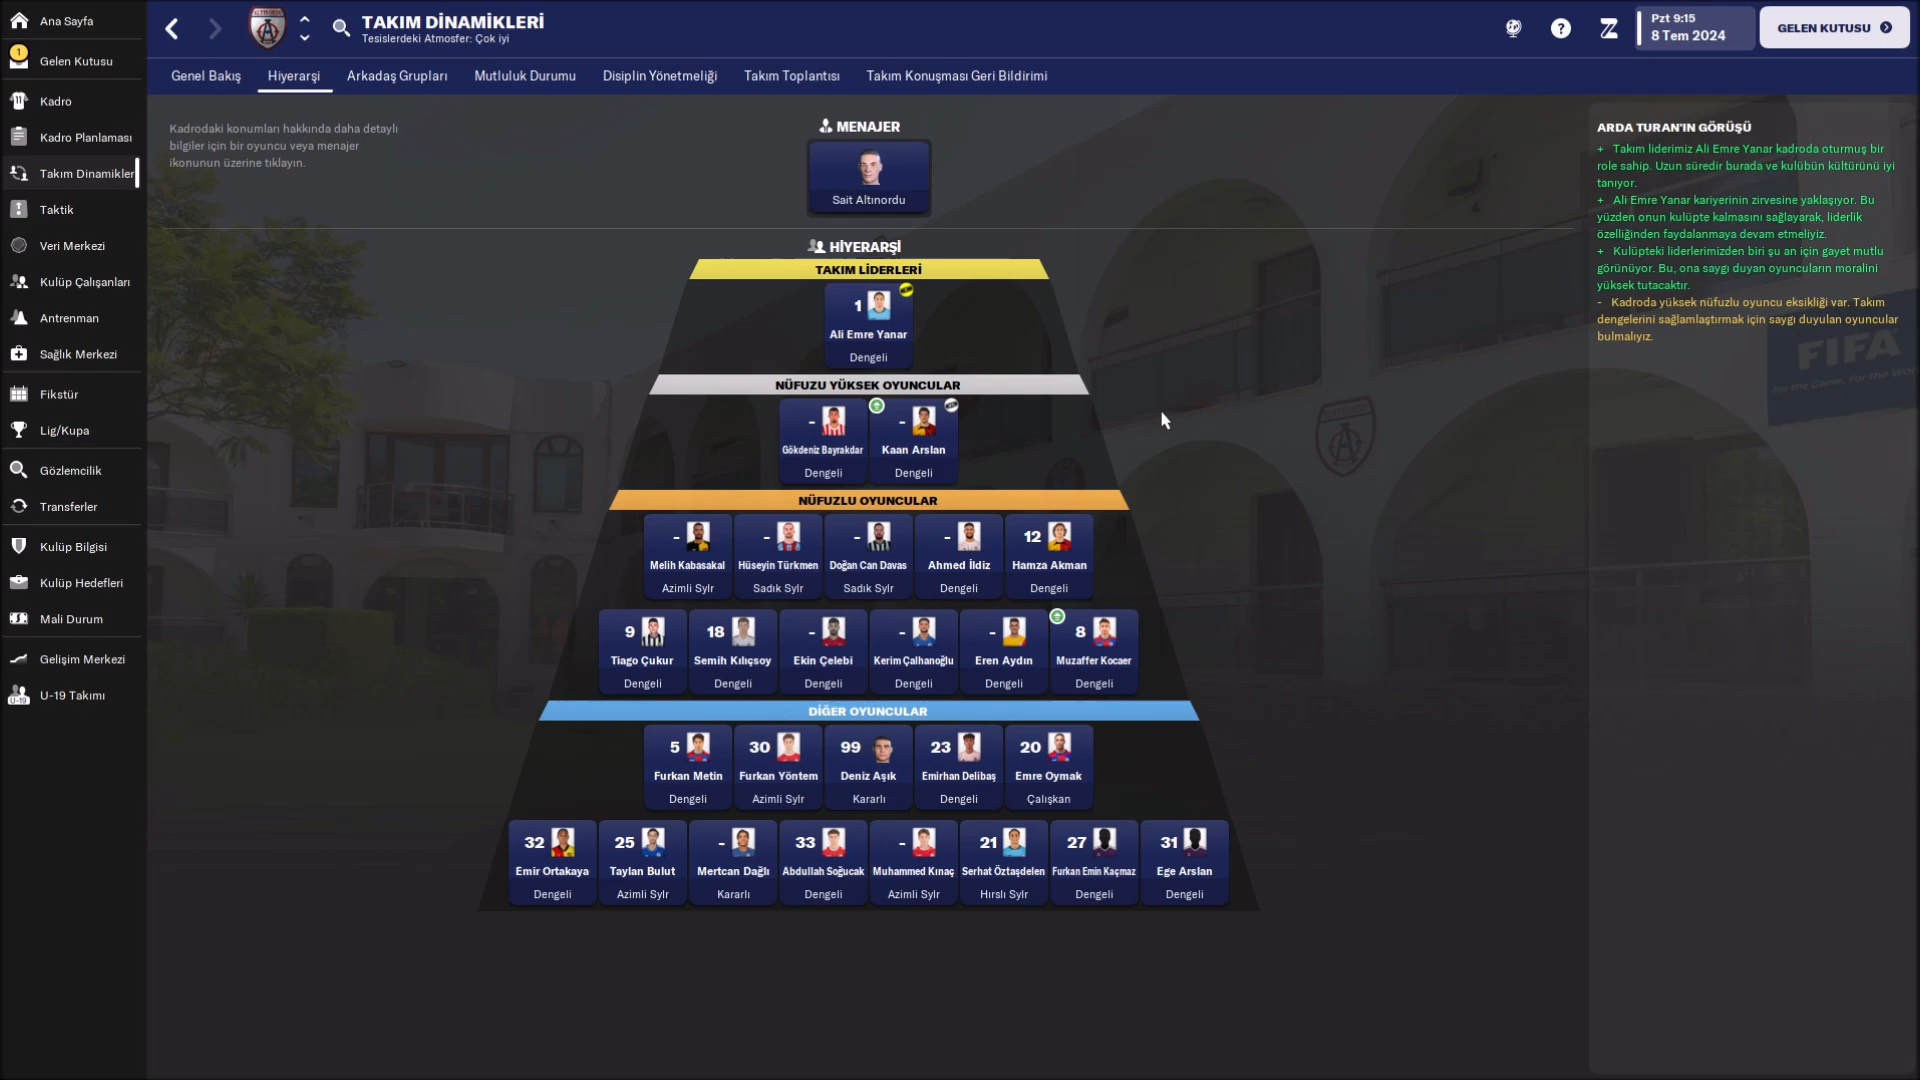 Ana Sayfa
1
Gelen Kutusu
Kadro
Kadro Planlaması
Takım Dinamikler
Taktik
Veri Merkezi
Kulüp Çalışanları
Antrenman
Sağlık Merkezi
Fikstür
Lig/Kupa
Gözlemcilik
Transferler
Kulüp Bilgisi
Kulüp Hedefleri
Mali Durum
Gelişim Merkezi
U-19 Takımı
TAKIM DİNAMİKLERİ
Tesislerdeki Atmosfer: Çok iyi
Pzt 9:15
8 Tem 2024
GELEN KUTUSU
Genel Bakış Hiyerarşi Arkadaş Grupları Mutluluk Durumu Disiplin Yönetmeliği Takım Toplantısı Takım Konuşması Geri Bildirimi
Kadrodaki konumları hakkında daha detaylı
bilgiler için bir oyuncu veya menajer
ikonunun üzerine tıklayın.
MENAJER
Sait Altınordu
HİYERARŞİ
TAKIM LİDERLERİ
1
Ali Emre Yanar
Dengeli
NÜFUZU YÜKSEK OYUNCULAR
- -
Gökdeniz Bayrakdar Kaan Arslan
Dengeli Dengeli
NÜFUZLU OYUNCULAR
- - - - 12
Melih Kabasakal Hüseyin Türkmen Doğan Can Davas Ahmed İldiz Hamza Akman
Azimli Sylr Sadık Sylr Sadık Sylr Dengeli Dengeli
9 18 - - - 8
Tiago Çukur Semih Kılıçsoy Ekin Çelebi Kerim Çalhanoğlu Eren Aydın Muzaffer Kocaer
Dengeli Dengeli Dengeli Dengeli Dengeli Dengeli
DİĞER OYUNCULAR
5 30 99 23 20
Furkan Metin Furkan Yöntem Deniz Aşık Emirhan Delibaş Emre Oymak
Dengeli Azimli Sylr Kararlı Dengeli Çalışkan
32 25 - 33 - 21 27 31
Emir Ortakaya Taylan Bulut Mertcan Dağlı Abdullah Soğucak Muhammed Kınaç Serhat Öztaşdelen Furkan Emin Kaçmaz Ege Arslan
Dengeli Azimli Sylr Kararlı Dengeli Azimli Sylr Hırslı Sylr Dengeli Dengeli
ARDA TURAN'IN GÖRÜŞÜ
+ Takım liderimiz Ali Emre Yanar kadroda oturmuş bir
role sahip. Uzun süredir burada ve kulübün kültürünü iyi
tanıyor.
+ Ali Emre Yanar kariyerinin zirvesine yaklaşıyor. Bu
yüzden onun kulüpte kalmasını sağlayarak, liderlik
özelliğinden faydalanmaya devam etmeliyiz.
+ Kulüpteki liderlerimizden biri şu an için gayet mutlu
görünüyor. Bu, ona saygı duyan oyuncuların moralini
yüksek tutacaktır.
- Kadroda yüksek nüfuzlu oyuncu eksikliği var. Takım
dengelerini sağlamlaştırmak için saygı duyulan oyuncular
bulmalıyız.
FIFA
For the Game. For the